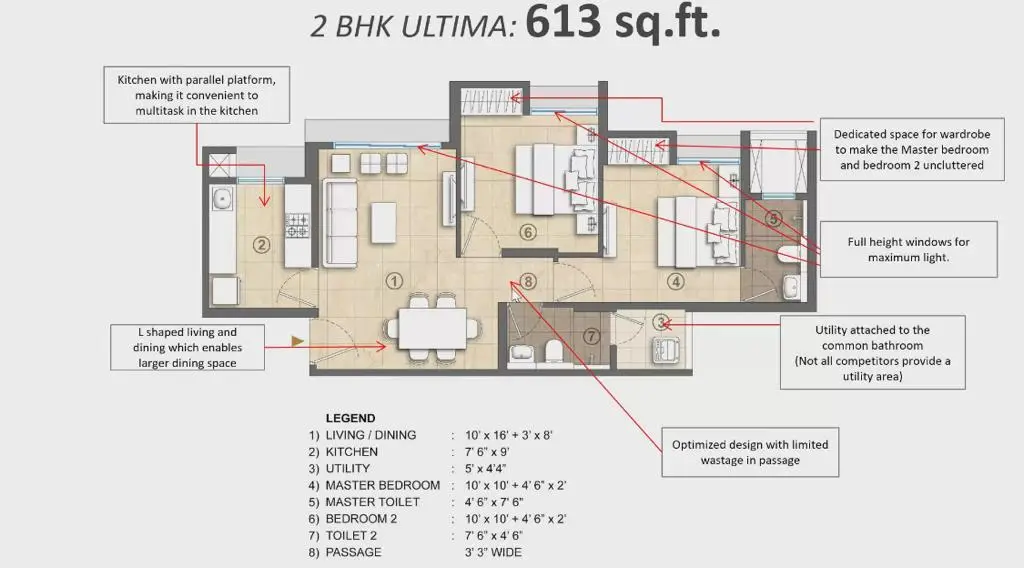 2 BHK ULTIMA: 613 sq.ft.
Kitchen with parallel platform,
making it convenient to
multitask in the kitchen
Dedicated space for wardrobe
to make the Master bedroom
and bedroom 2 uncluttered
Full height windows for
maximum light.
L shaped living and
dining which enables
larger dining space
Utility attached to the
common bathroom
(Not all competitors provide a
utility area)
Optimized design with limited
wastage in passage
1
2
3
4
5
6
7
8
LEGEND
1) LIVING / DINING : 10' x 16' + 3' x 8'
2) KITCHEN : 7' 6" x 9'
3) UTILITY : 5' x 4'4"
4) MASTER BEDROOM : 10' x 10' + 4' 6" x 2'
5) MASTER TOILET : 4' 6" x 7' 6"
6) BEDROOM 2 : 10' x 10' + 4' 6" x 2'
7) TOILET 2 : 7' 6" x 4' 6"
8) PASSAGE 3' 3" WIDE